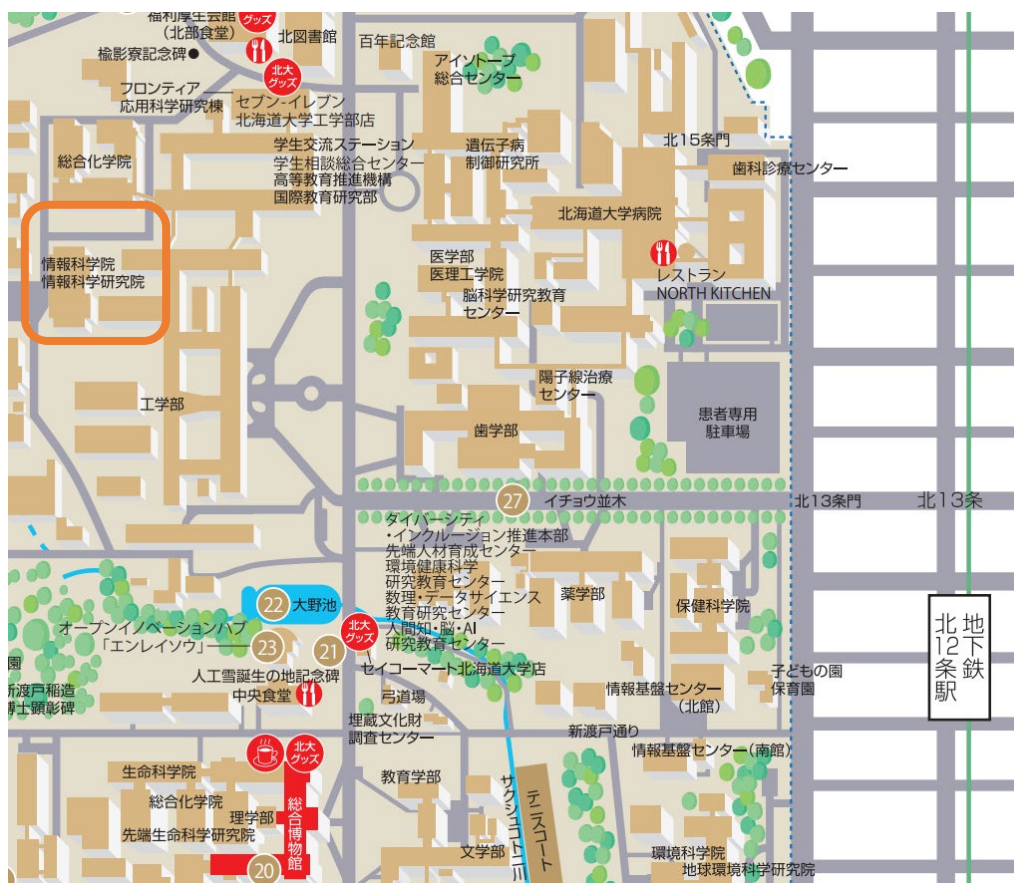 福利厚生会館
(北部食堂)
北大
グッズ
北図書館
楡影寮記念碑●
百年記念館
アイソトープ
総合センター
北大
グッズ
フロンティア
応用科学研究棟
セブン-イレブン
北海道大学工学部店
総合化学院
学生交流ステーション
学生相談総合センター
高等教育推進機構
国際教育研究部
遺伝子病
制御研究所
北15条門
歯科診療センター
北海道大学病院
情報科学院
情報科学研究院
医学部
医理工学院
脳科学研究教育
センター
レストラン
NORTH KITCHEN
陽子線治療
センター
工学部
歯学部
患者専用
駐車場
27
イチョウ並木
北13条門
北13条
ダイバーシティ
・インクルージョン推進本部
先端人材育成センター
環境健康科学
研究教育センター
数理・データサイエンス
教育研究センター
人間知・脳・AI
研究教育センター
薬学部
保健科学院
22
大野池
オープンイノベーションハブ
「エンレイソウ」
23
21
北大
グッズ
セイコーマート北海道大学店
人工雪誕生の地記念碑
中央食堂
園
新渡戸稲造
博士顕彰碑
弓道場
埋蔵文化財
調査センター
情報基盤センター
(北館)
子どもの園
保育園
地下鉄
北12条駅
新渡戸通り
情報基盤センター(南館)
北大
グッズ
生命科学院
総合化学院
理学部
先端生命科学研究院
総合博物館
20
教育学部
文学部
サクシュコトニ川
テニスコート
環境科学院
地球環境科学研究院